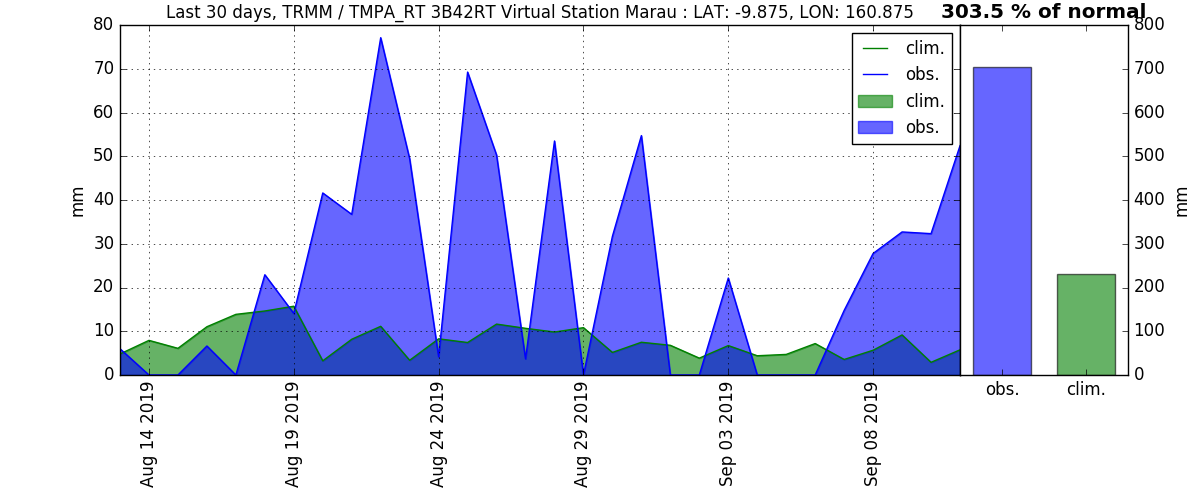 Last 30 days, TRMM / TMPA_RT 3B42RT Virtual Station Marau : LAT: -9.875, LON: 160.875
303.5 % of normal
clim.
obs.
clim.
obs.
mm
80
70
60
50
40
30
20
10
0
Aug 14 2019
Aug 19 2019
Aug 24 2019
Aug 29 2019
Sep 03 2019
Sep 08 2019
800
700
600
500
400
300
200
100
0
mm
obs.
clim.